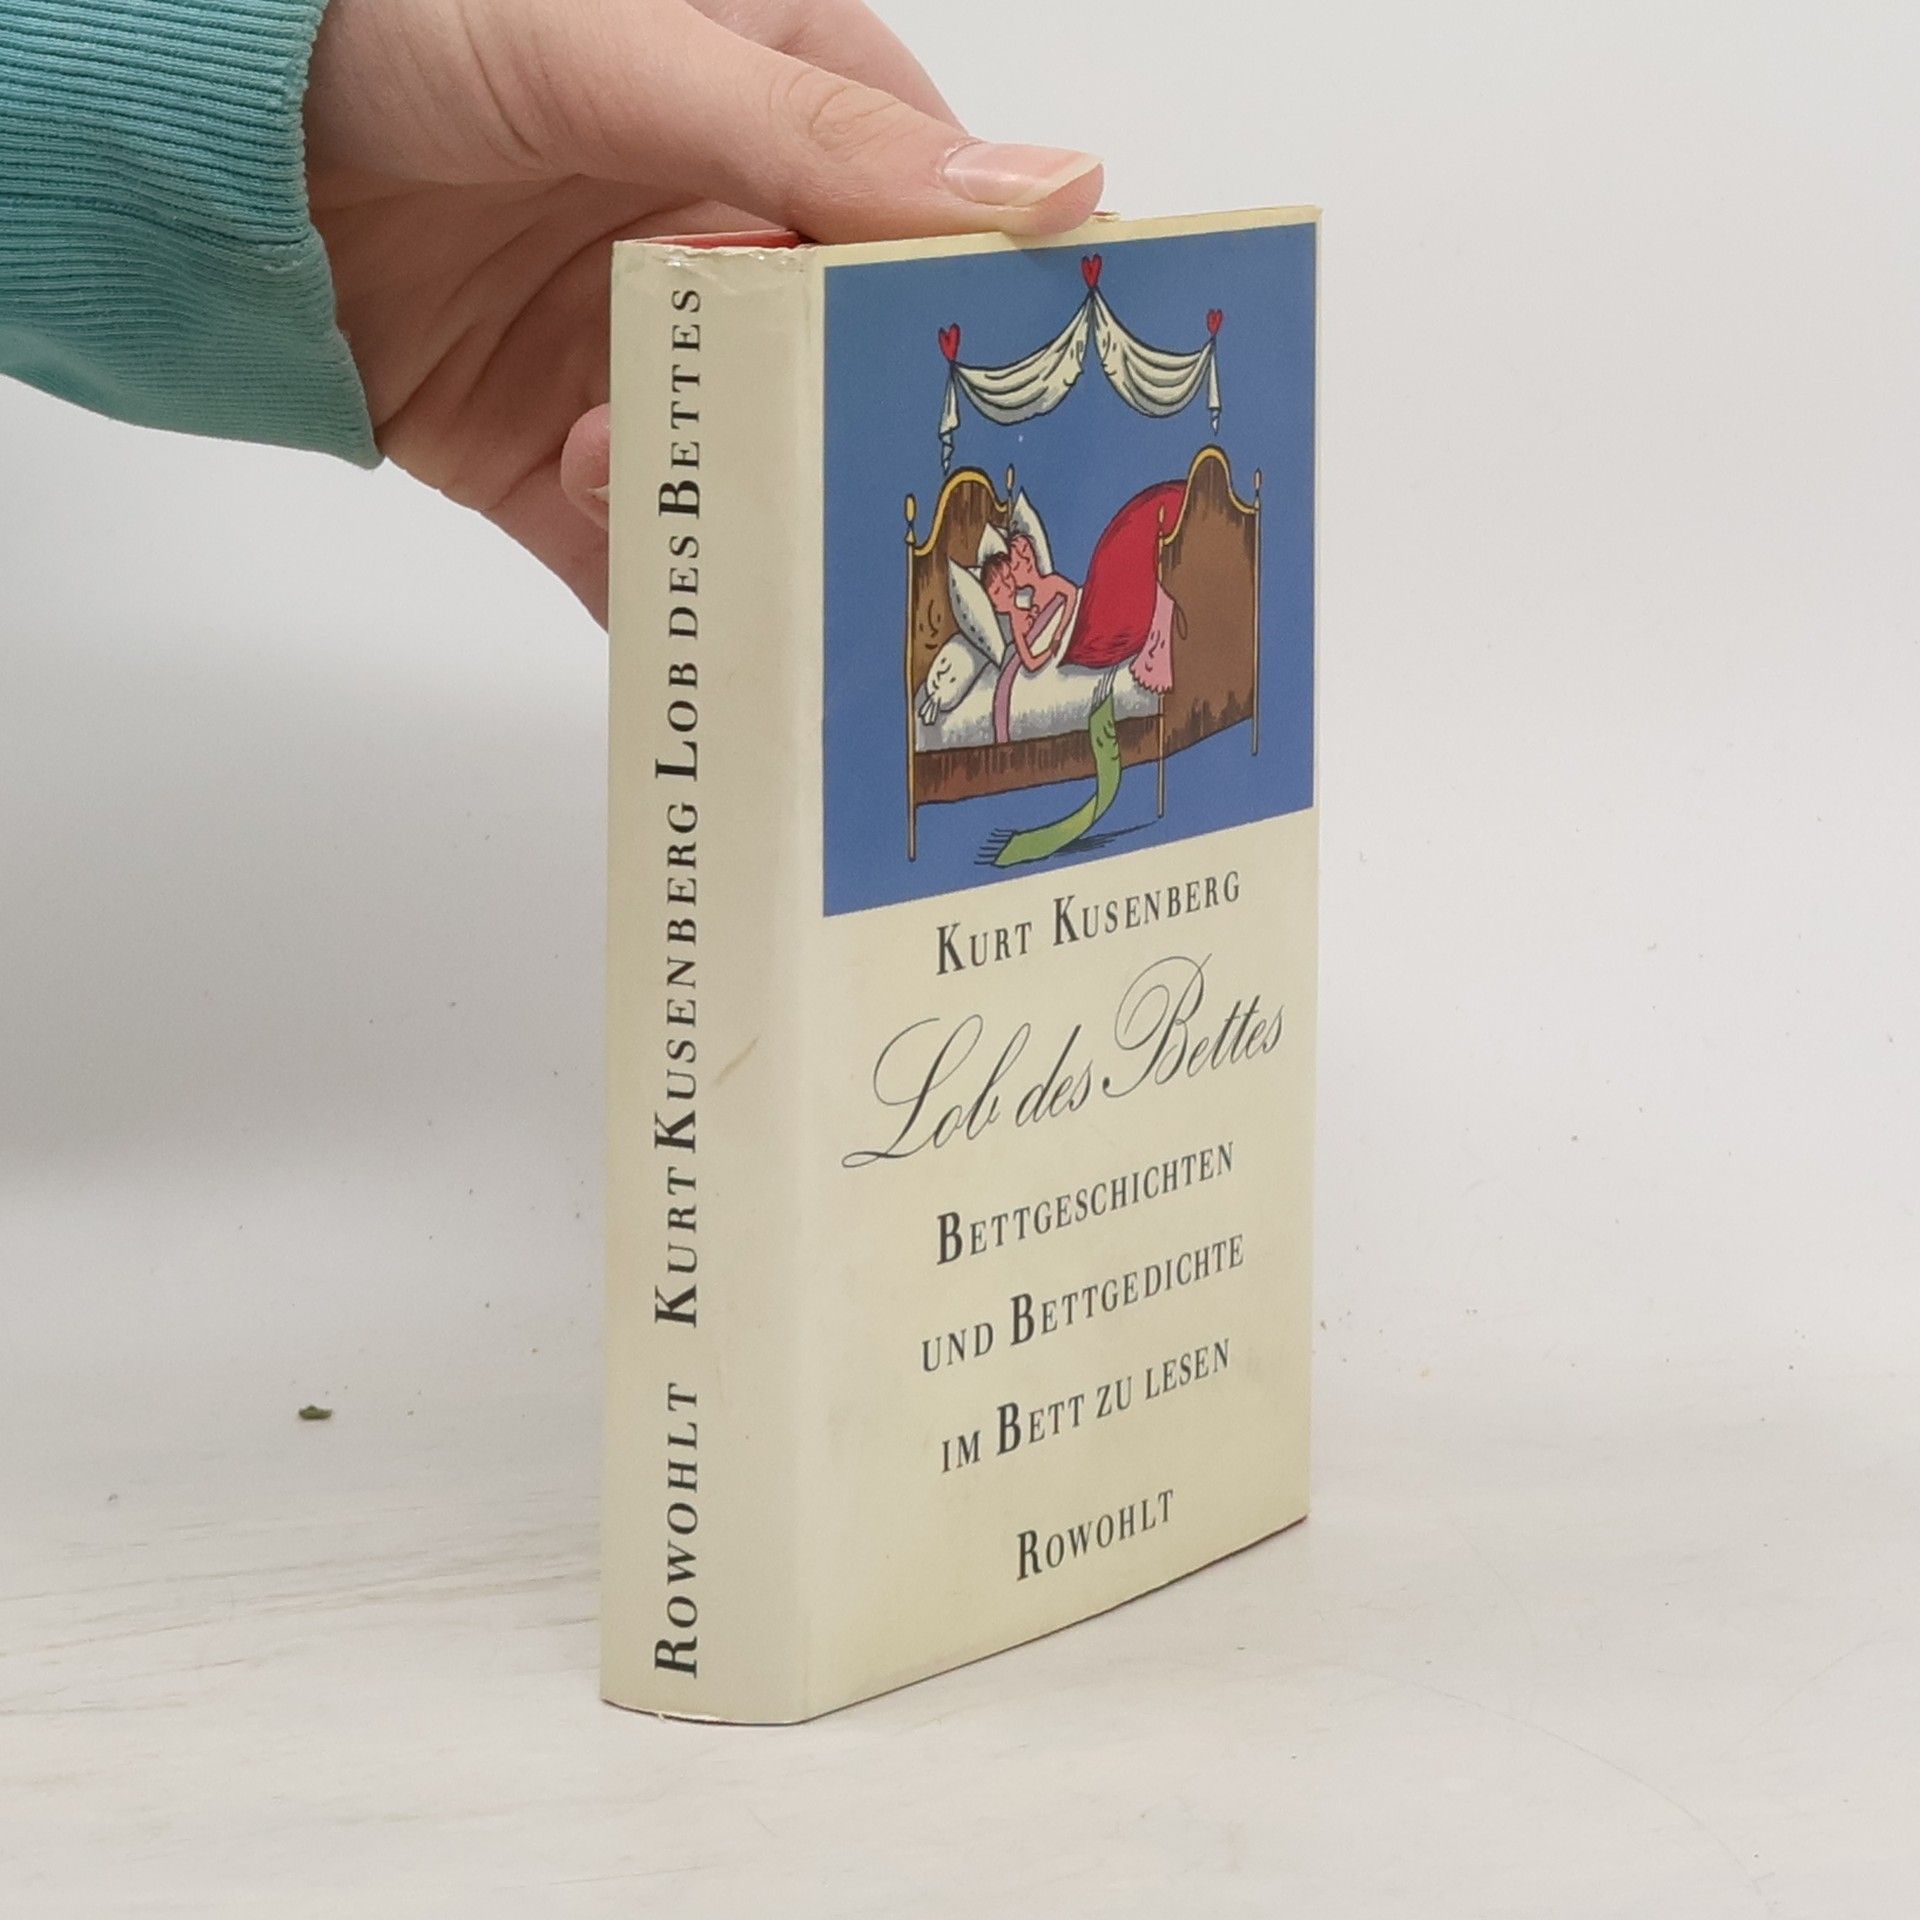 Rowohlt Kurt Kusenberg Lob des Bettes
Kurt Kusenberg
Lob des Bettes
Bettgeschichten
und Bettgedichte
im Bett zu lesen
Rowohlt